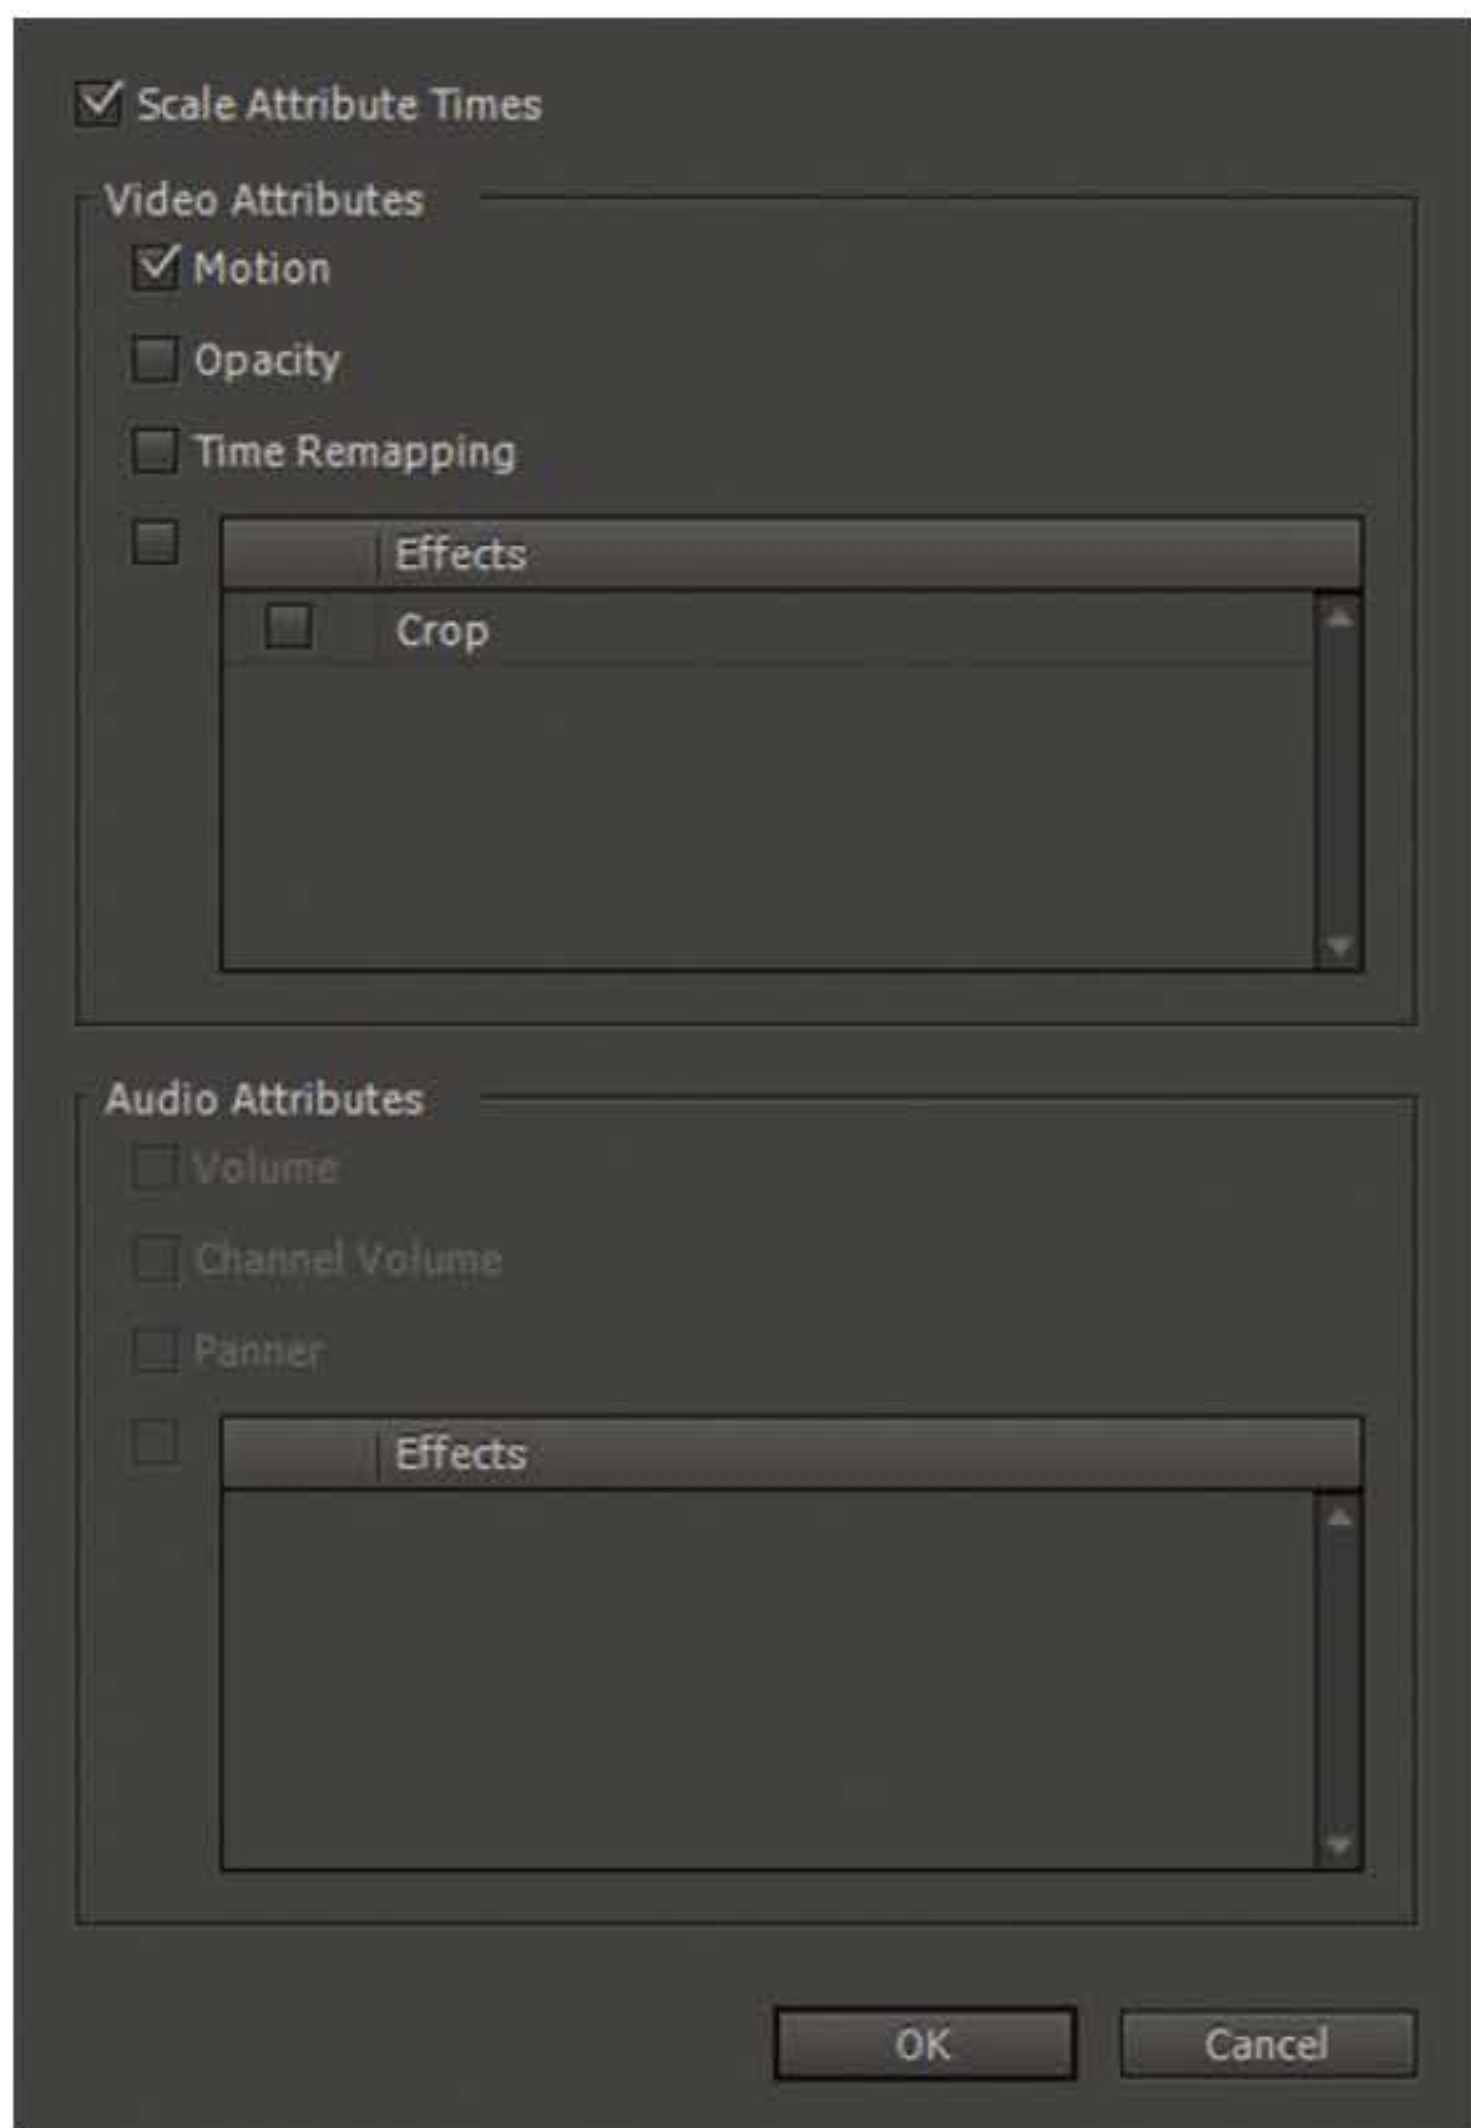 Scale Attribute Times
Video Attributes
Motion
Opacity
Time Remapping
Effects
Crop
Audio Attributes
Volume
Channel Volume
Panner
Effects
OK Cancel